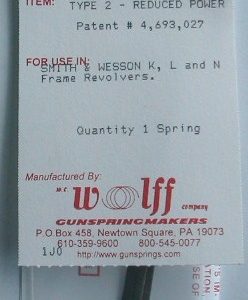 ITEM: TYPE 2 - REDUCED POWER
Patent # 4,693,027
FOR USE IN:
SMITH & WESSON K, L and N
Frame Revolvers.
Quantity 1 Spring
Manufactured By:
W.C. Wolff company
GUNSPRINGMAKERS
P.O.Box 458, Newtown Square, PA 19073
610-359-9600 800-545-0077
1J0 http://www.gunsprings.com